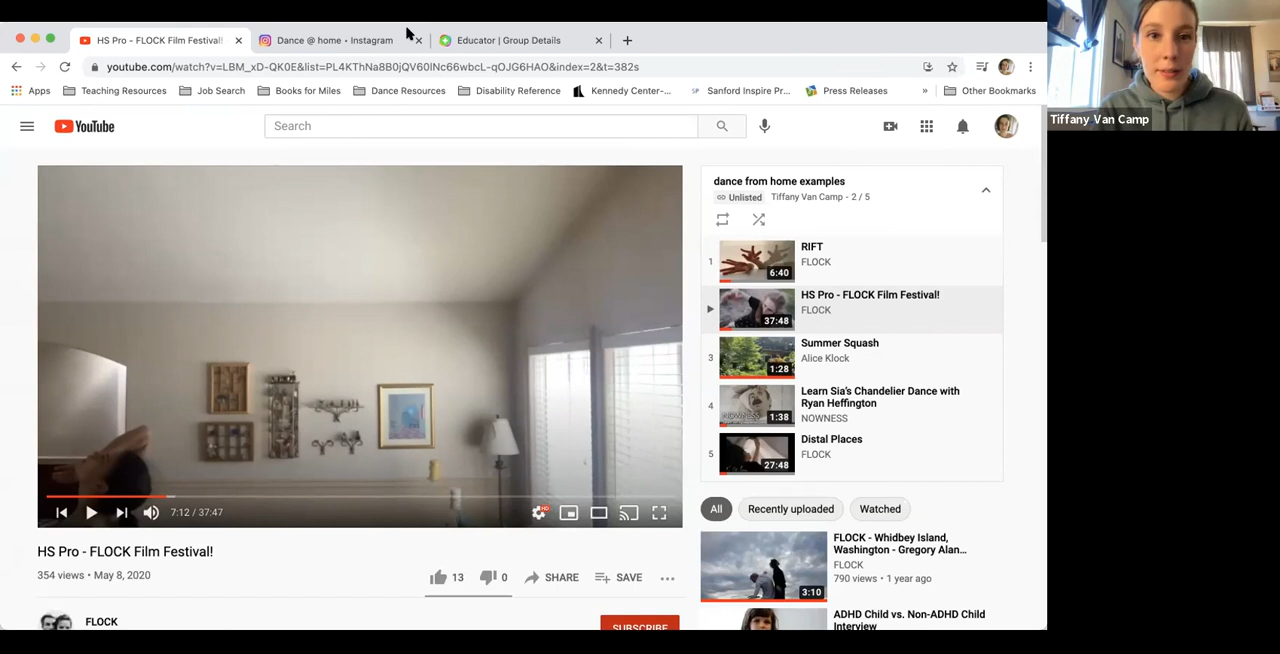 HS Pro - FLOCK Film Festival!
Dance @ home • Instagram
Educator | Group Details
youtube.com/watch?v=LBM_xD-QK0E&list=PL4KThNa8B0jQV60lNc66wbcL-qOJG6HAO&index=2&t=382s
Apps Teaching Resources Job Search Books for Miles Dance Resources Disability Reference Kennedy Center-... SP Sanford Inspire Pr... Press Releases » Other Bookmarks
YouTube
Search
Tiffany Van Camp
dance from home examples
Unlisted Tiffany Van Camp - 2 / 5
1
RIFT
FLOCK
6:40
HS Pro - FLOCK Film Festival!
FLOCK
37:48
3
Summer Squash
Alice Klock
1:28
4
Learn Sia's Chandelier Dance with
Ryan Heffington
NOWNESS
NOWNESS
1:38
5
Distal Places
FLOCK
27:48
7:12 / 37:47
HD
All Recently uploaded Watched
HS Pro - FLOCK Film Festival!
354 views • May 8, 2020
13 0 SHARE SAVE
FLOCK
SUBSCRIBE
FLOCK - Whidbey Island,
Washington - Gregory Alan...
FLOCK
790 views • 1 year ago
3:10
ADHD Child vs. Non-ADHD Child
Interview